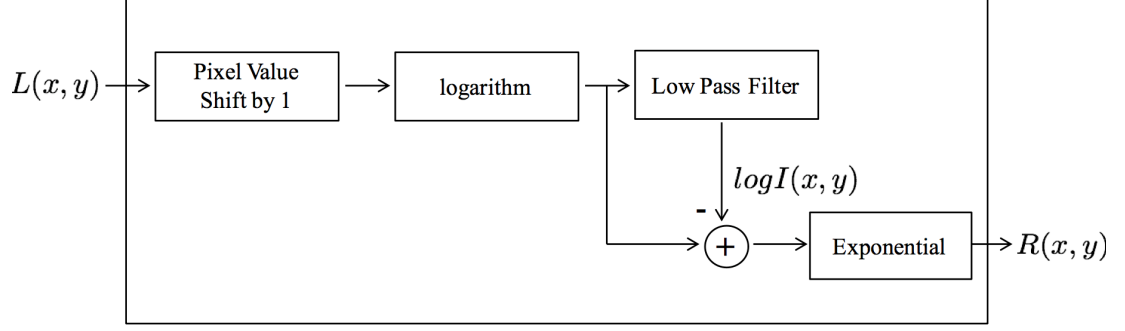 L(x, y)
Pixel Value
Shift by 1
logarithm
Low Pass Filter
logI(x, y)
-
+
Exponential
R(x, y)